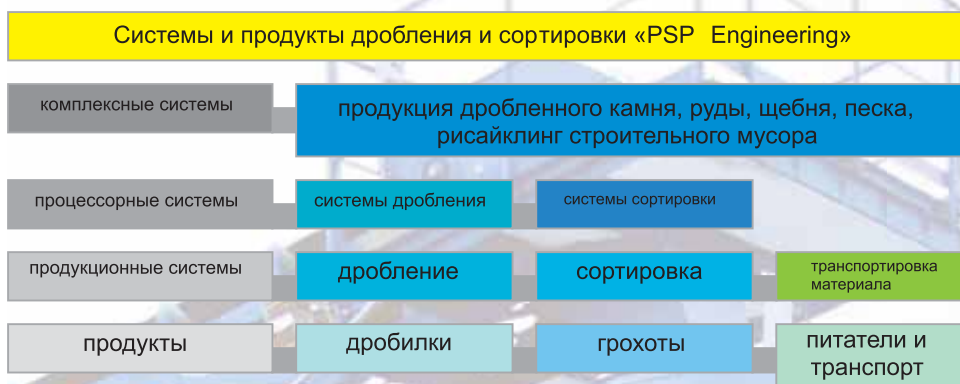 Системы и продукты дробления и сортировки «PSP Engineering»
комплексные системы
продукция дробленного камня, руды, щебня, песка,
рисайклинг строительного мусора
процессорные системы
системы дробления
системы сортировки
продукционные системы
дробление
сортировка
транспортировка
материала
продукты
дробилки
грохоты
питатели и
транспорт